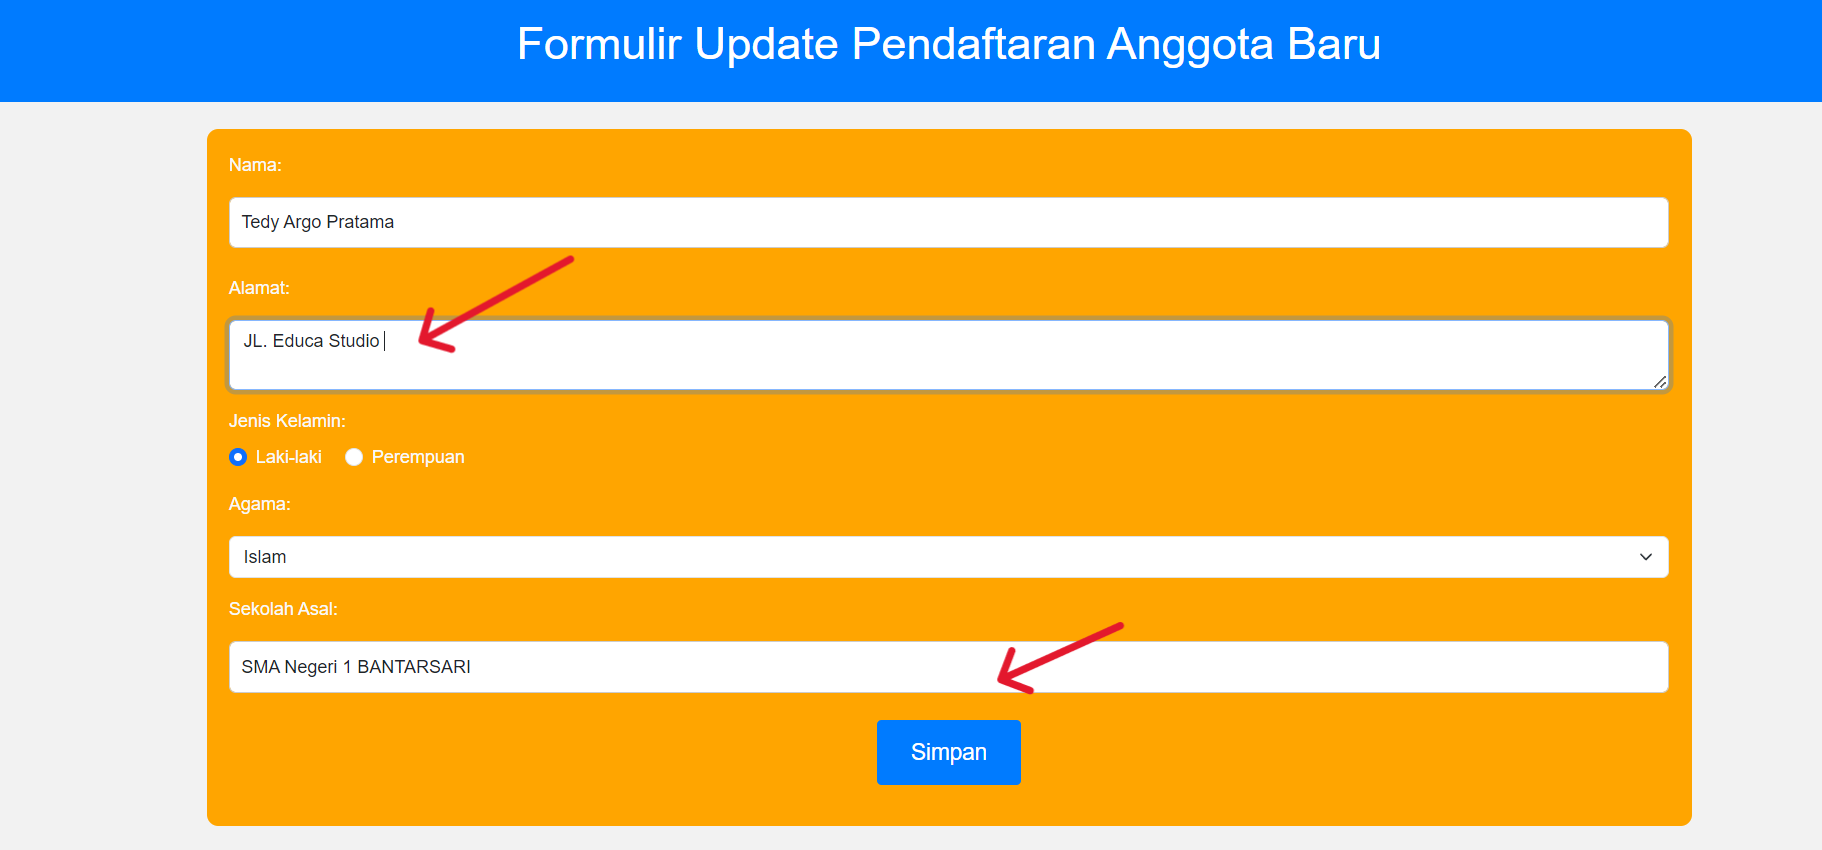 Formulir Update Pendaftaran Anggota Baru
Nama:
Tedy Argo Pratama
Alamat:
JL. Educa Studio
Jenis Kelamin:
Laki-laki Perempuan
Agama:
Islam
Sekolah Asal:
SMA Negeri 1 BANTARSARI
Simpan